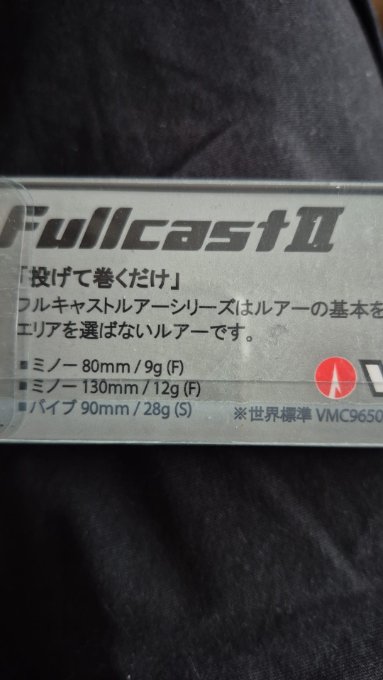 Fullcast II
「投げて巻くだけ」
フルキャストルアーシリーズはルアーの基本を
エリアを選ばないルアーです。
■ ミノー 80mm / 9g (F)
■ ミノー 130mm / 12g (F)
■ バイブ 90mm / 28g (S)
※世界標準 VMC9650
V